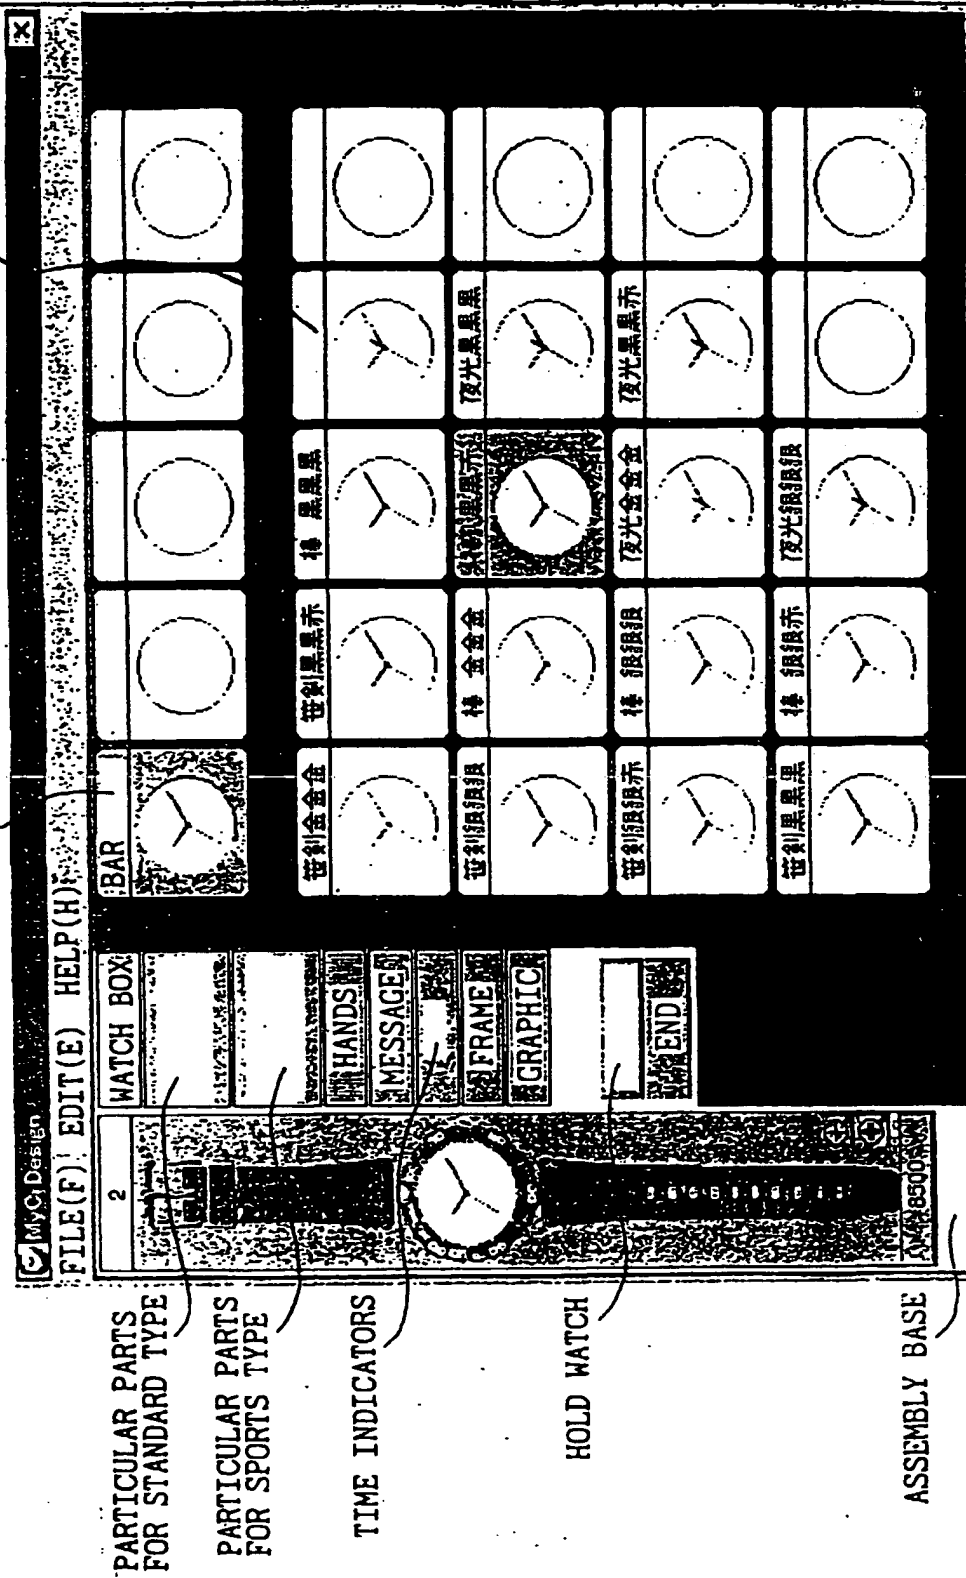 My Q, Design
FILE(F) EDIT(E) HELP(H)
2
WATCH BOX
HANDS
MESSAGE
FRAME
GRAPHIC
END
BAR
笹剣金金金
笹剣黒黒赤
棒 黒黒黒
笹剣銀銀銀
棒 金金金
夜光黒黒黒
笹剣銀銀赤
棒 銀銀銀
夜光金金金
夜光黒黒赤
笹剣黒黒黒
棒 銀銀赤
夜光銀銀銀
PARTICULAR PARTS
FOR STANDARD TYPE
PARTICULAR PARTS
FOR SPORTS TYPE
TIME INDICATORS
HOLD WATCH
ASSEMBLY BASE